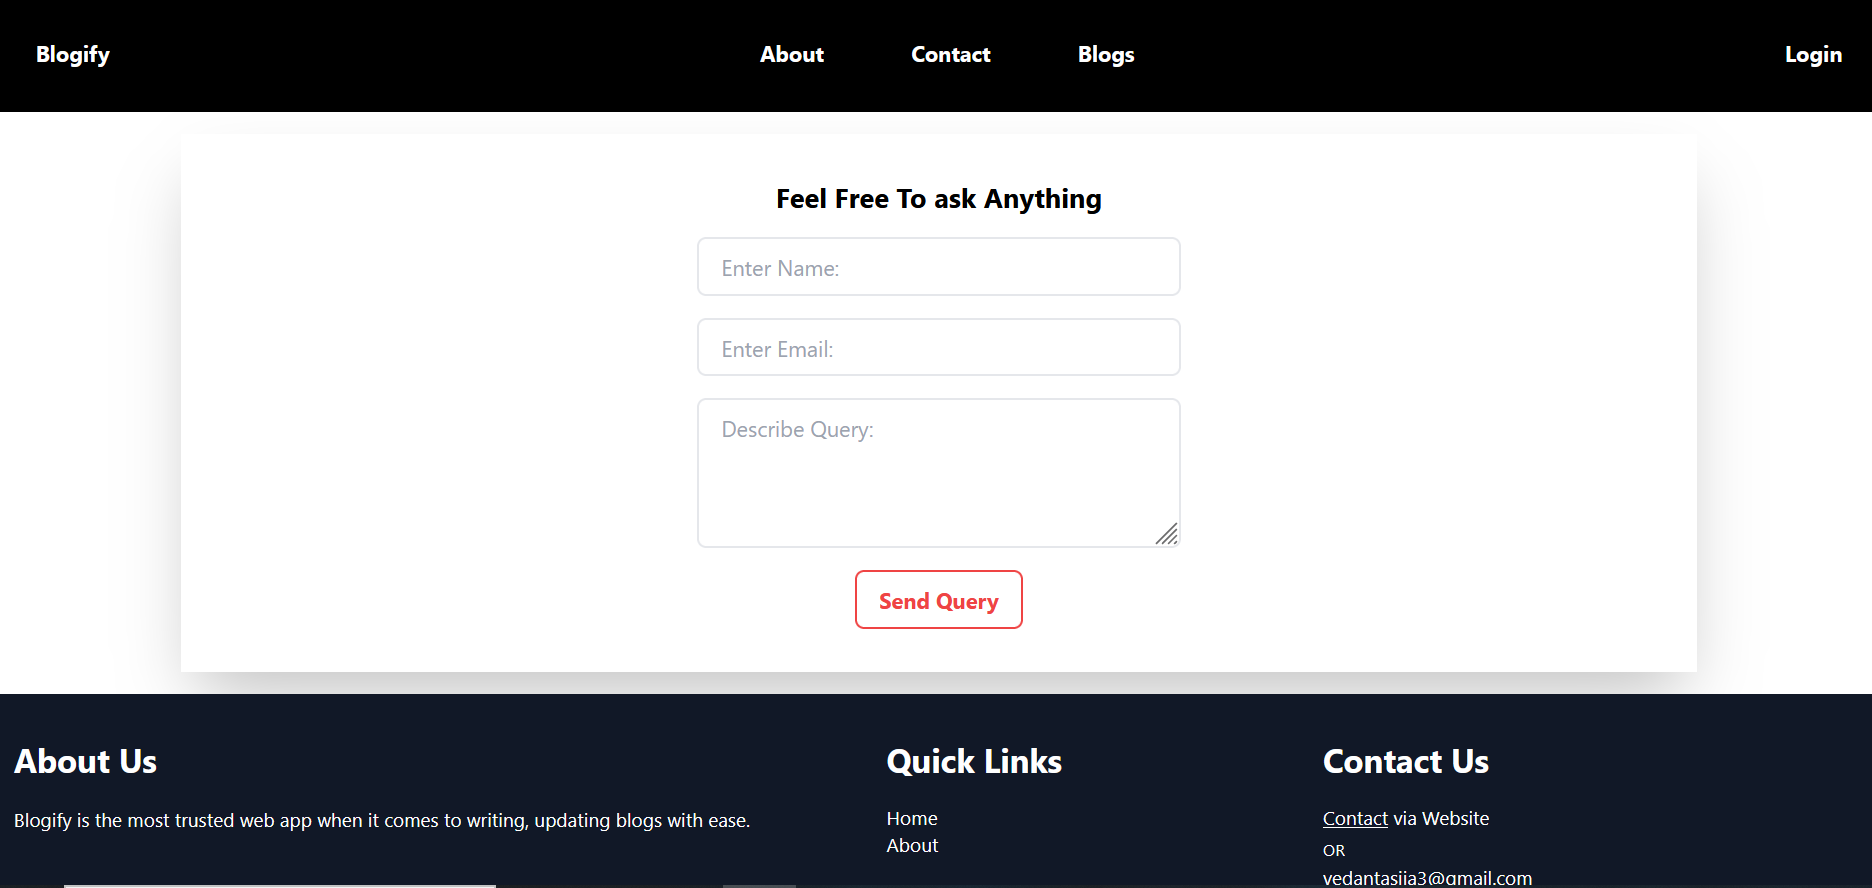 Blogify
About
Contact
Blogs
Login
Feel Free To ask Anything
Enter Name:
Enter Email:
Describe Query:
Send Query
About Us
Blogify is the most trusted web app when it comes to writing, updating blogs with ease.
Quick Links
Home
About
Contact Us
Contact via Website
OR
vedantasija3@gmail.com